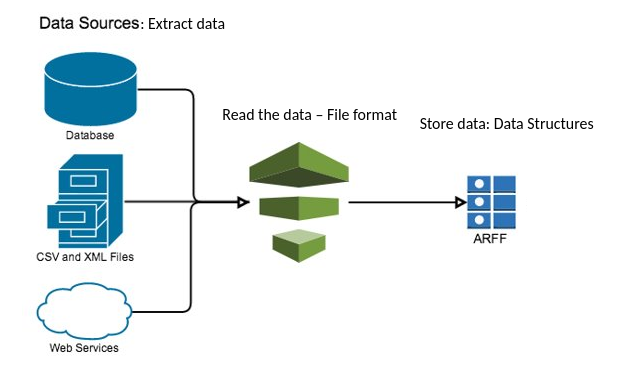 Data Sources: Extract data
Read the data – File format
Store data: Data Structures
Database
CSV and XML Files
ARFF
Web Services